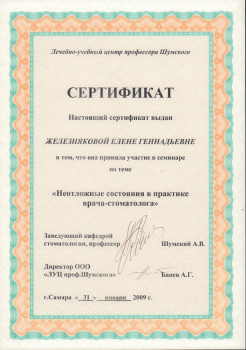 Лечебно-учебный центр профессора Шумского
СЕРТИФИКАТ
Настоящий сертификат выдан
ЖЕЛЕЗНЯКОВОЙ ЕЛЕНЕ ГЕННАДЬЕВНЕ
в том, что она приняла участие в семинаре
по теме
«Неотложные состояния в практике
врача-стоматолога»
Заведующий кафедрой
стоматологии, профессор Шумский А.В.
Директор ООО
«ЛУЦ проф.Шумского» Банев А.Г.
г.Самара «31» января 2009 г.